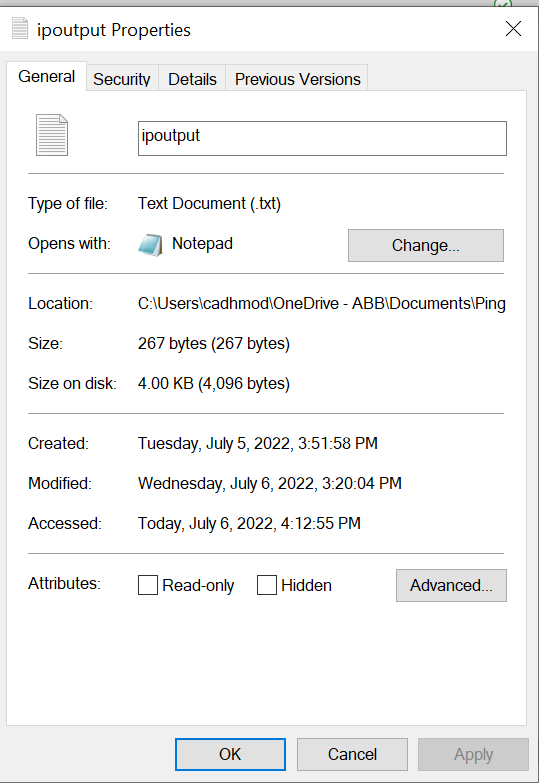 ipoutput Properties
General Security Details Previous Versions
ipoutput
Type of file: Text Document (.txt)
Opens with: Notepad Change...
Location: C:\Users\cadhmod\OneDrive - ABB\Documents\Ping
Size: 267 bytes (267 bytes)
Size on disk: 4.00 KB (4,096 bytes)
Created: Tuesday, July 5, 2022, 3:51:58 PM
Modified: Wednesday, July 6, 2022, 3:20:04 PM
Accessed: Today, July 6, 2022, 4:12:55 PM
Attributes: Read-only Hidden Advanced...
OK Cancel Apply